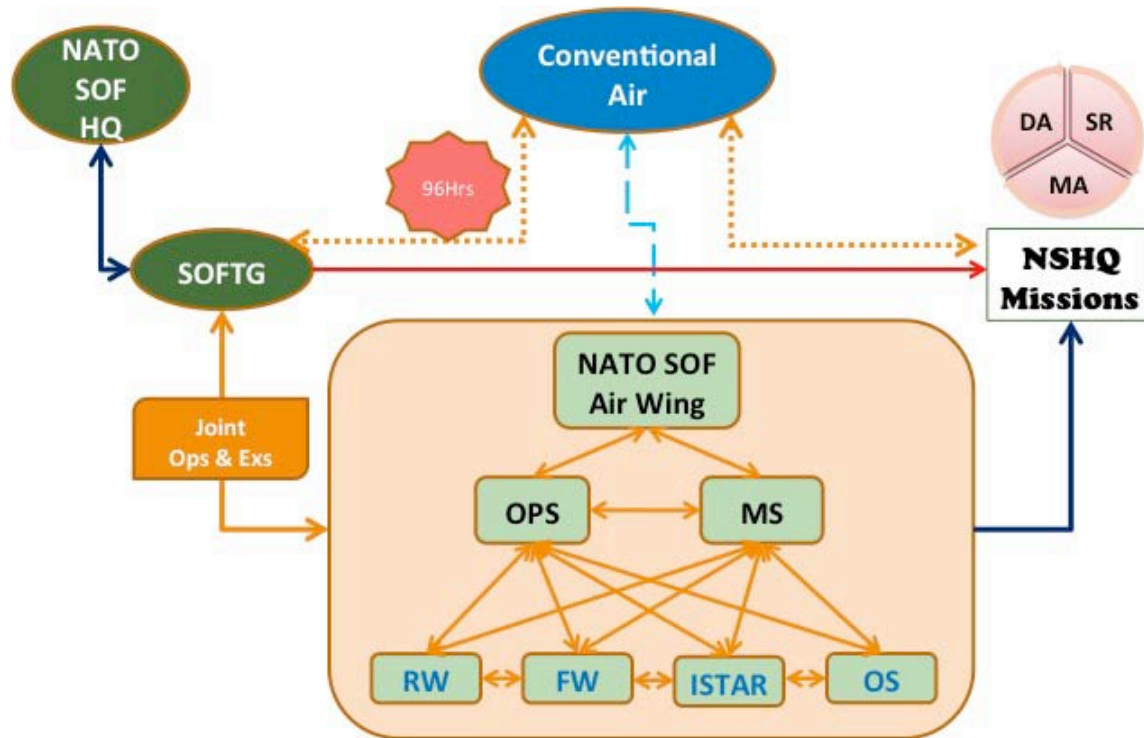 NATO
SOF
HQ
Conventional
Air
DA
SR
MA
96Hrs
SOFTG
NSHQ
Missions
NATO SOF
Air Wing
Joint
Ops & Exs
OPS
MS
RW
FW
ISTAR
OS